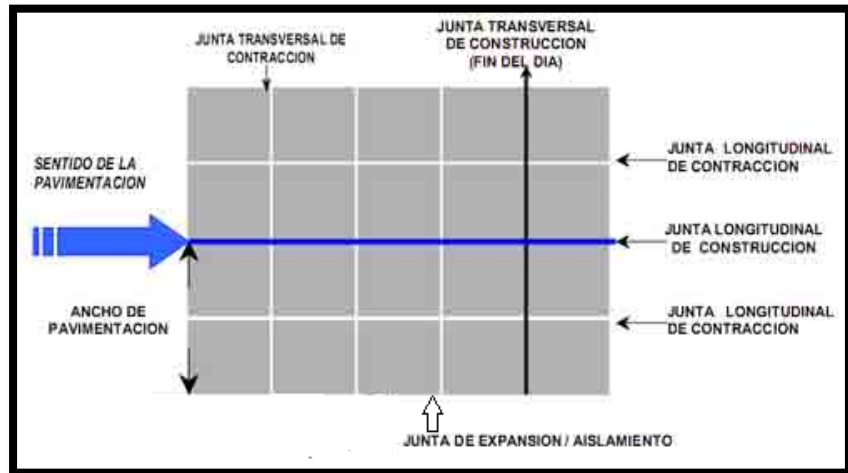 JUNTA TRANSVERSAL DE
CONTRACCION
JUNTA TRANSVERSAL
DE CONSTRUCCION
(FIN DEL DIA)
SENTIDO DE LA
PAVIMENTACION
JUNTA LONGITUDINAL
DE CONTRACCION
JUNTA LONGITUDINAL
DE CONSTRUCCION
ANCHO DE
PAVIMENTACION
JUNTA LONGITUDINAL
DE CONTRACCION
JUNTA DE EXPANSION / AISLAMIENTO